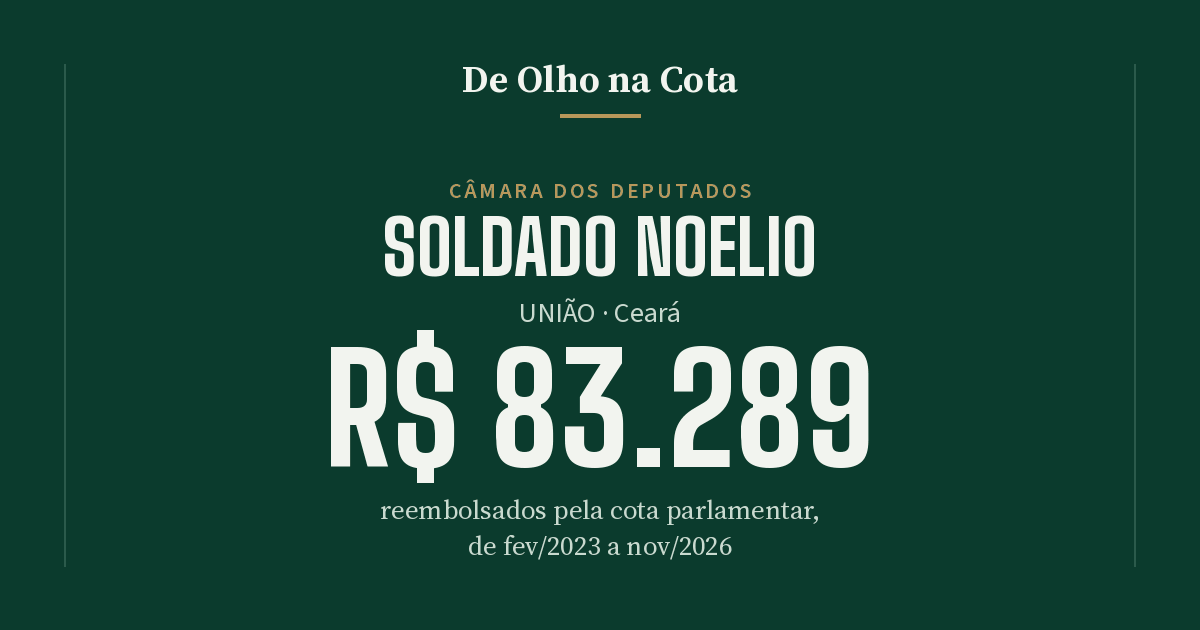 De Olho na Cota
CÂMARA DOS DEPUTADOS
SOLDADO NOELIO
UNIÃO · Ceará
R$ 83.289
reembolsados pela cota parlamentar,
de fev/2023 a nov/2026